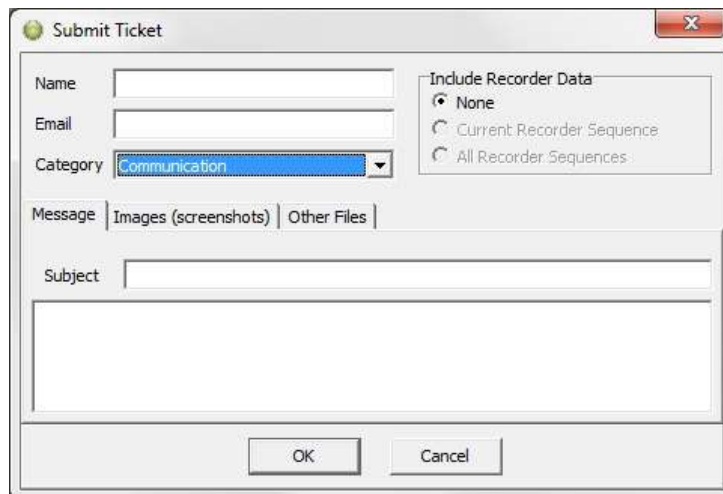 Submit Ticket
Name
Email
Category Communication
Include Recorder Data
None
Current Recorder Sequence
All Recorder Sequences
Message Images (screenshots) Other Files
Subject
OK Cancel